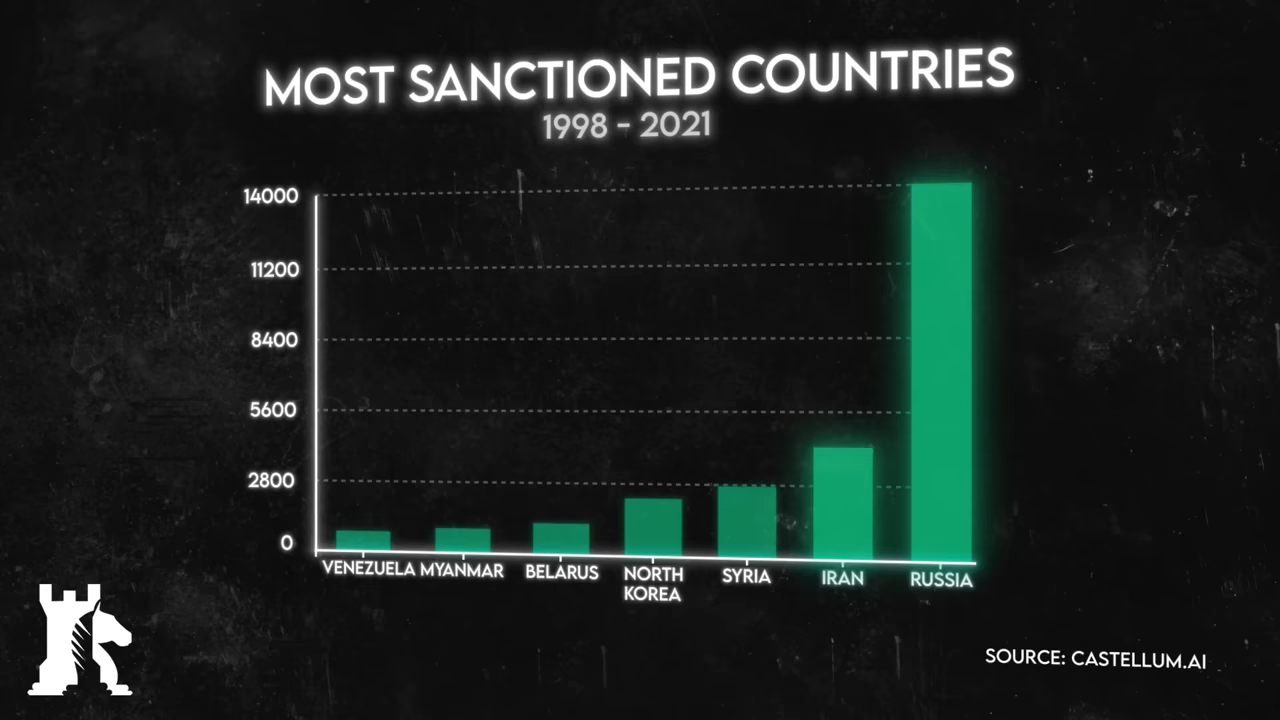 MOST SANCTIONED COUNTRIES
1998 - 2021
14000
11200
8400
5600
2800
0
VENEZUELA
MYANMAR
BELARUS
NORTH
KOREA
SYRIA
IRAN
RUSSIA
SOURCE: CASTELLUM.AI